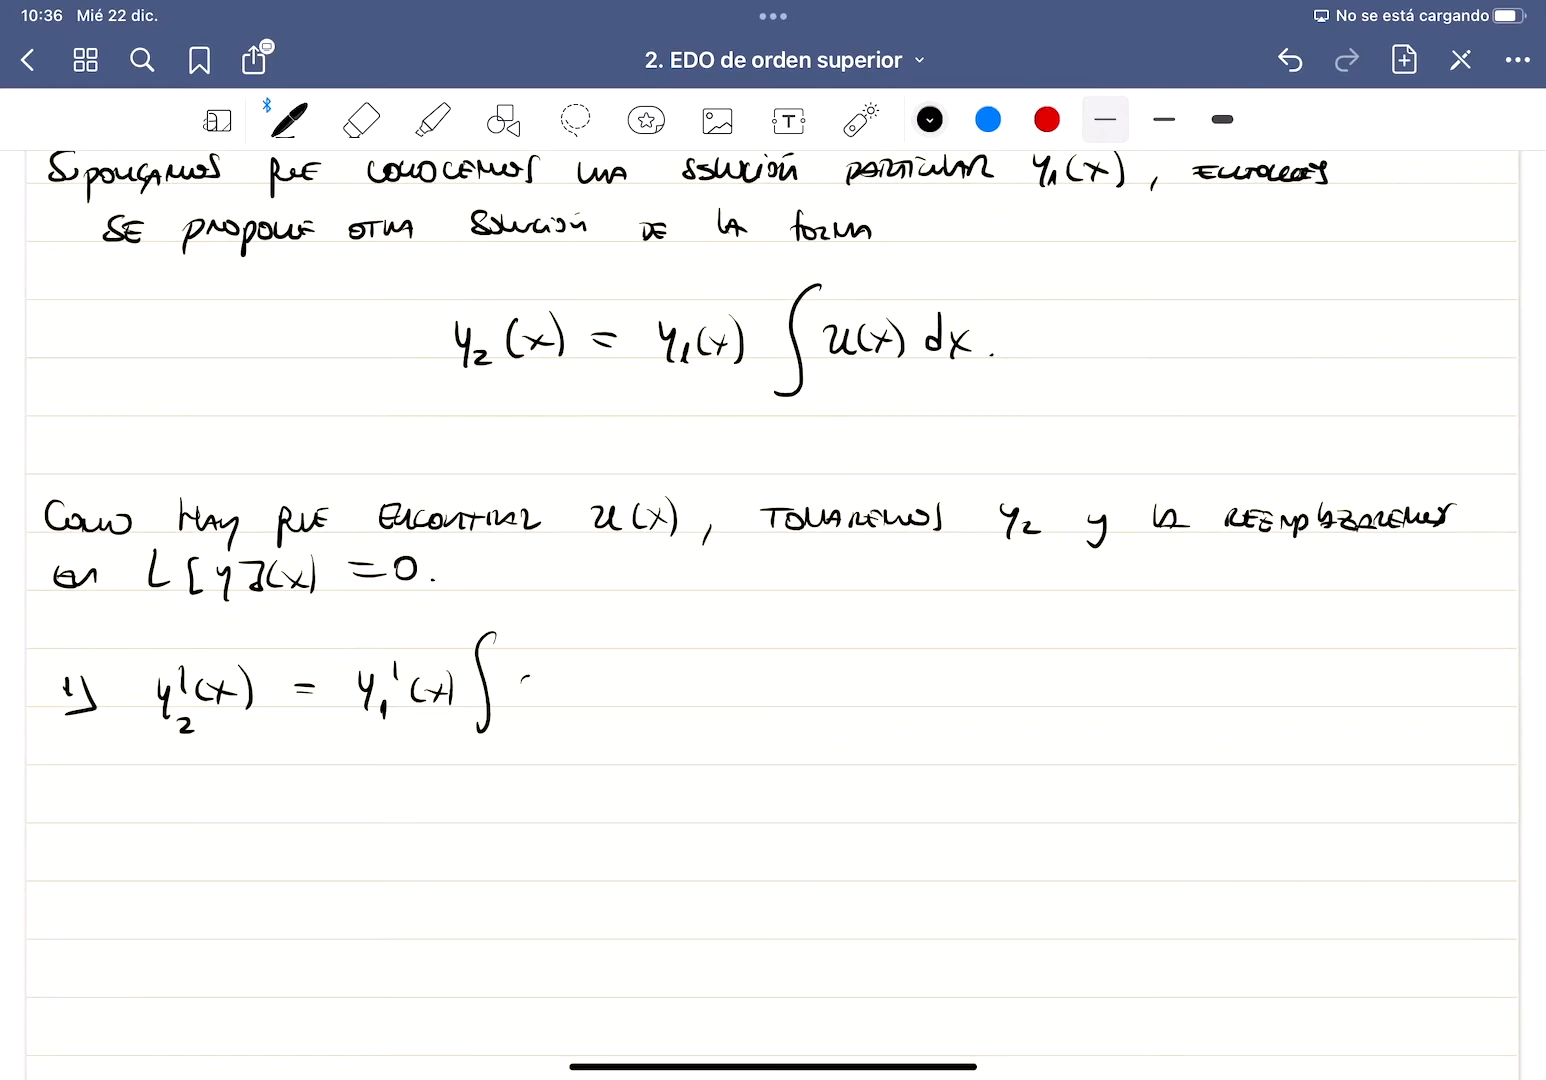 10:36 Mié 22 dic.
No se está cargando
2. EDO de orden superior
Supongamos que conocemos una solución particular y₁(x), entonces
se propone otra solución de la forma
y₂(x) = y₁(x) ∫ u(x) dx.
Como hay que encontrar u(x), tomaremos y₂ y la reemplazaremos
en L[y](x) = 0.
1) y₂'(x) = y₁'(x) ∫